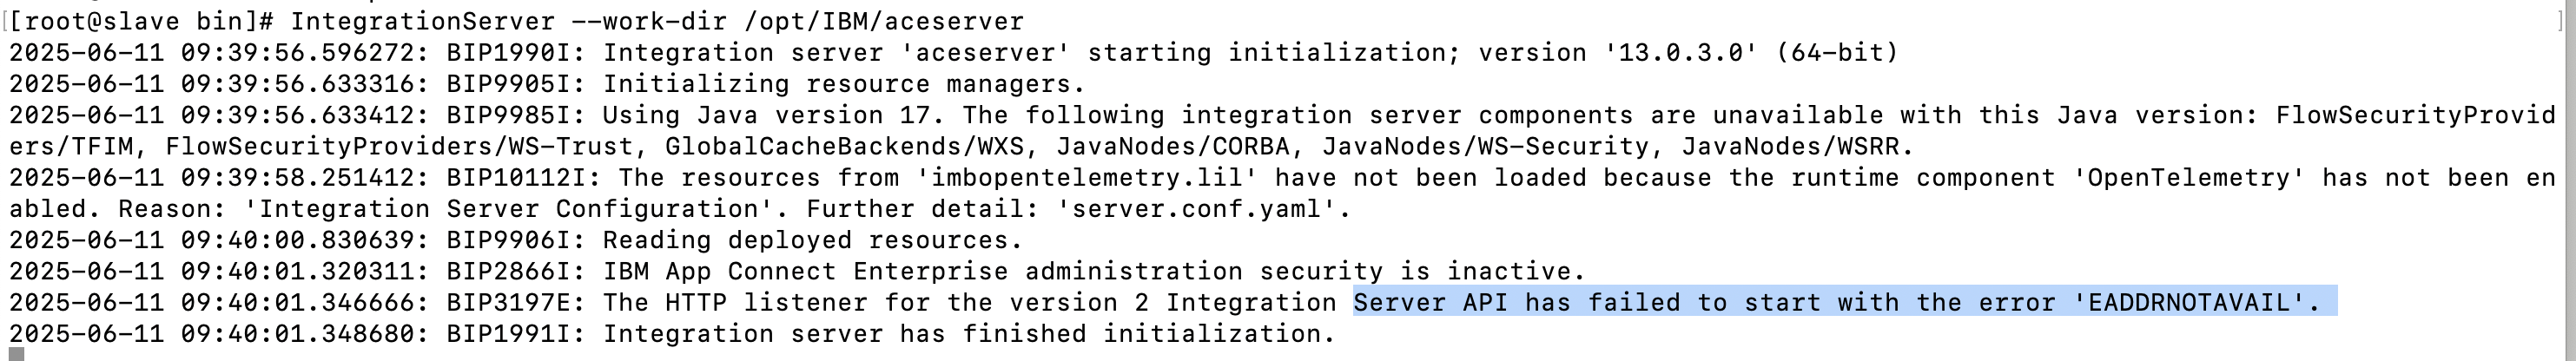 [[root@slave bin]# IntegrationServer --work-dir /opt/IBM/aceserver ]
2025-06-11 09:39:56.596272: BIP1990I: Integration server 'aceserver' starting initialization; version '13.0.3.0' (64-bit)
2025-06-11 09:39:56.633316: BIP9905I: Initializing resource managers.
2025-06-11 09:39:56.633412: BIP9985I: Using Java version 17. The following integration server components are unavailable with this Java version: FlowSecurityProvid
ers/TFIM, FlowSecurityProviders/WS-Trust, GlobalCacheBackends/WXS, JavaNodes/CORBA, JavaNodes/WS-Security, JavaNodes/WSRR.
2025-06-11 09:39:58.251412: BIP10112I: The resources from 'imbopentelemetry.lil' have not been loaded because the runtime component 'OpenTelemetry' has not been en
abled. Reason: 'Integration Server Configuration'. Further detail: 'server.conf.yaml'.
2025-06-11 09:40:00.830639: BIP9906I: Reading deployed resources.
2025-06-11 09:40:01.320311: BIP2866I: IBM App Connect Enterprise administration security is inactive.
2025-06-11 09:40:01.346666: BIP3197E: The HTTP listener for the version 2 Integration Server API has failed to start with the error 'EADDRNOTAVAIL'.
2025-06-11 09:40:01.348680: BIP1991I: Integration server has finished initialization.